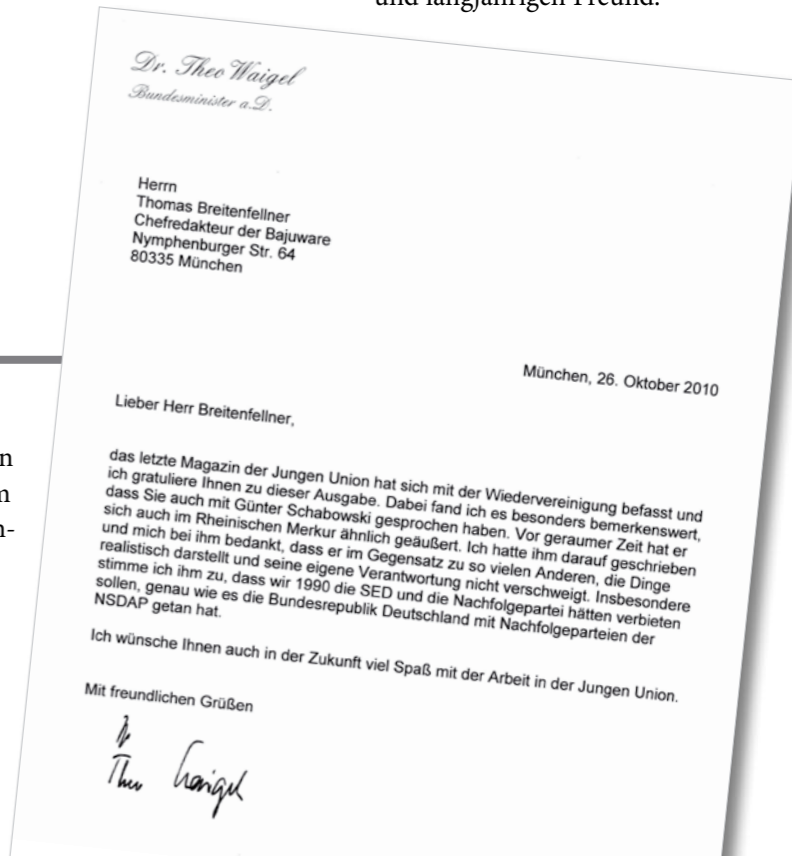 und langjährigen Freund.
Dr. Theo Waigel
Bundesminister a.D.
Herrn
Thomas Breitenfellner
Chefredakteur der Bajuware
Nymphenburger Str. 64
80335 München
München, 26. Oktober 2010
Lieber Herr Breitenfellner,
das letzte Magazin der Jungen Union hat sich mit der Wiedervereinigung befasst und
ich gratuliere Ihnen zu dieser Ausgabe. Dabei fand ich es besonders bemerkenswert,
dass Sie auch mit Günter Schabowski gesprochen haben. Vor geraumer Zeit hat er
sich auch im Rheinischen Merkur ähnlich geäußert. Ich hatte ihm darauf geschrieben
und mich bei ihm bedankt, dass er im Gegensatz zu so vielen Anderen, die Dinge
realistisch darstellt und seine eigene Verantwortung nicht verschweigt. Insbesondere
stimme ich ihm zu, dass wir 1990 die SED und die Nachfolgepartei hätten verbieten
sollen, genau wie es die Bundesrepublik Deutschland mit Nachfolgeparteien der
NSDAP getan hat.
Ich wünsche Ihnen auch in der Zukunft viel Spaß mit der Arbeit in der Jungen Union.
Mit freundlichen Grüßen
Theo Waigel